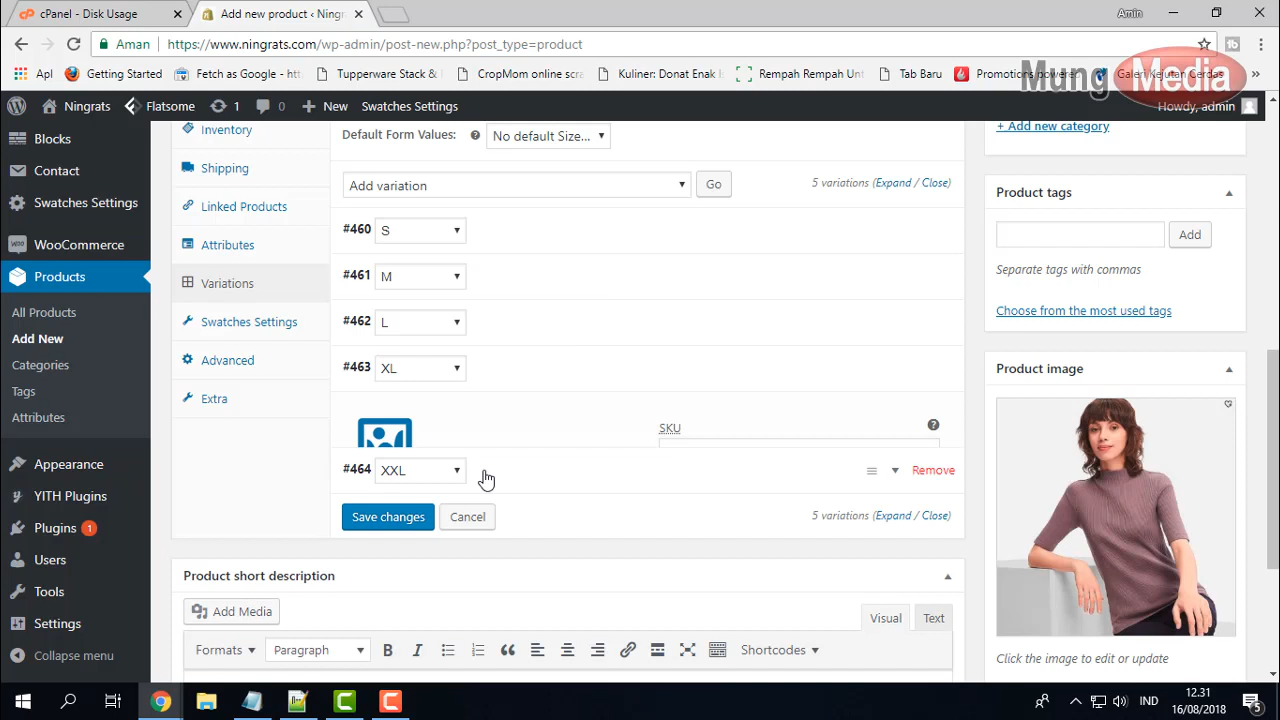 cPanel - Disk Usage
Add new product ‹ Ningr
Amin
Aman
https://www.ningrats.com/wp-admin/post-new.php?post_type=product
Apl
Getting Started
Fetch as Google - htt
Tupperware Stack &
CropMom online scra
Kuliner: Donat Enak
Rempah Rempah Unt
Tab Baru
Promotions powere
Galeri Kejutan Cerdas
»
Mung Media
Ningrats
Flatsome
1
0
New
Swatches Settings
Howdy, admin
Blocks
Contact
Swatches Settings
WooCommerce
Products
All Products
Add New
Categories
Tags
Attributes
Appearance
YITH Plugins
Plugins 1
Users
Tools
Settings
Collapse menu
Inventory
Shipping
Linked Products
Attributes
Variations
Swatches Settings
Advanced
Extra
Default Form Values:
No default Size...
Add variation
Go
5 variations (Expand / Close)
#460 S
#461 M
#462 L
#463 XL
SKU
#464 XXL
Remove
Save changes
Cancel
5 variations (Expand / Close)
Product short description
Add Media
Visual
Text
Formats
Paragraph
B
I
Shortcodes
+ Add new category
Product tags
Add
Separate tags with commas
Choose from the most used tags
Product image
Click the image to edit or update
IND
12.31
16/08/2018
5